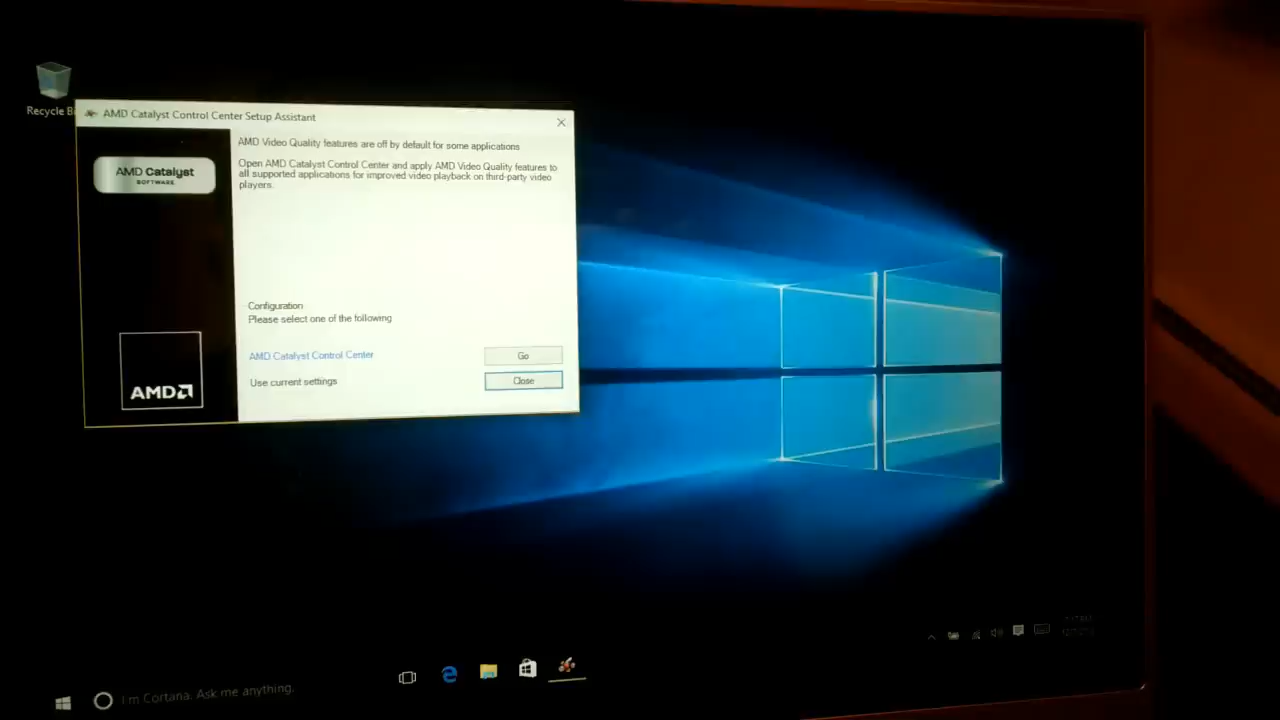 Recycle Bi
AMD Catalyst Control Center Setup Assistant
AMD Catalyst
SOFTWARE
AMD Video Quality features are off by default for some applications
Open AMD Catalyst Control Center and apply AMD Video Quality features to
all supported applications for improved video playback on third-party video
players.
Configuration
Please select one of the following
AMD Catalyst Control Center
Go
Use current settings
Close
AMD
I'm Cortana. Ask me anything.